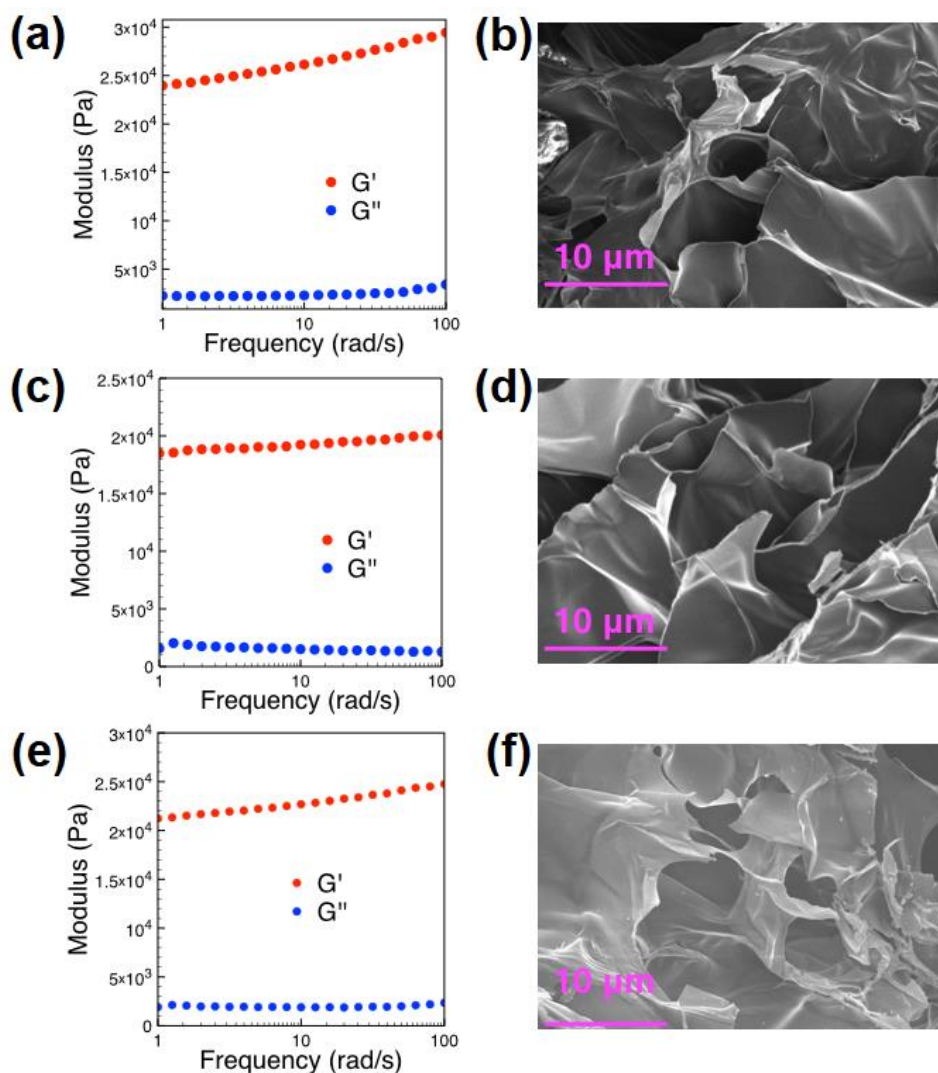 (a)
3×10⁴
2.5×10⁴
2×10⁴
1.5×10⁴
10⁴
5×10³
Modulus (Pa)
G'
G"
1
10
100
Frequency (rad/s)
(b)
10 µm
(c)
2.5×10⁴
2×10⁴
1.5×10⁴
10⁴
5×10³
0
Modulus (Pa)
G'
G"
1
10
100
Frequency (rad/s)
(d)
10 µm
(e)
3×10⁴
2.5×10⁴
2×10⁴
1.5×10⁴
10⁴
5×10³
0
Modulus (Pa)
G'
G"
1
10
100
Frequency (rad/s)
(f)
10 µm